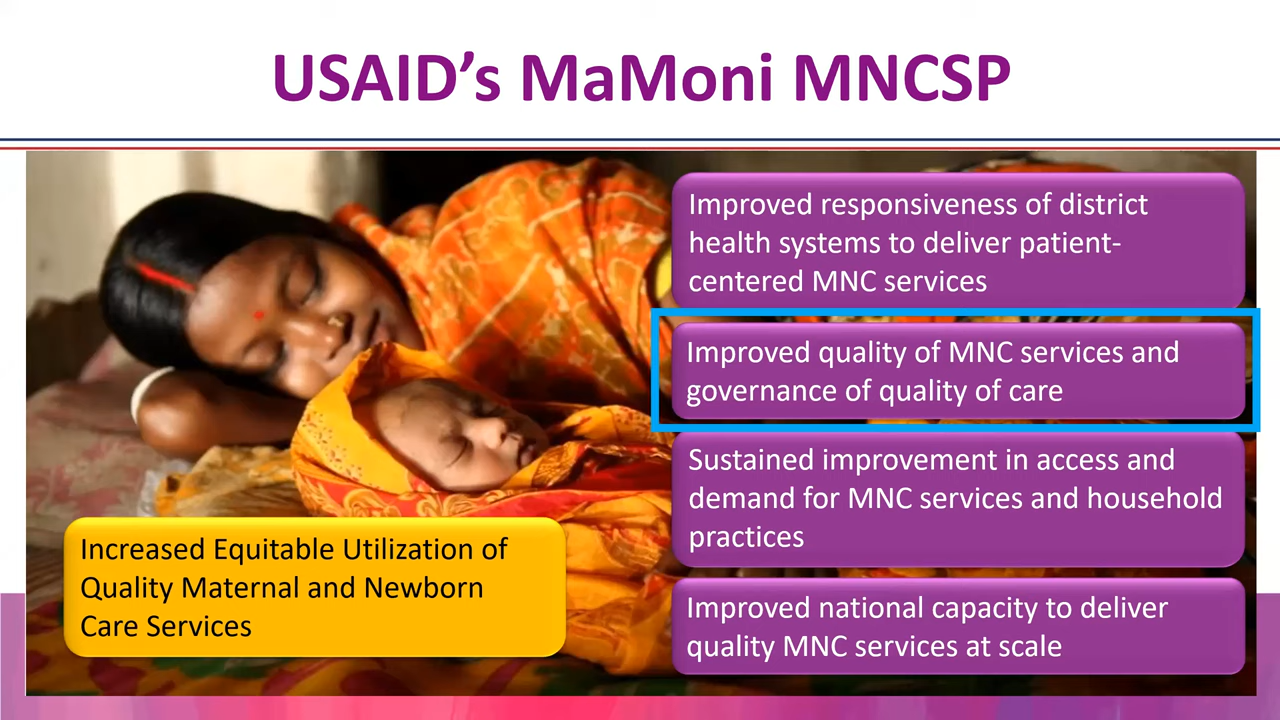 USAID’s MaMoni MNCSP
Improved responsiveness of district
health systems to deliver patient-
centered MNC services
Improved quality of MNC services and
governance of quality of care
Sustained improvement in access and
demand for MNC services and household
practices
Improved national capacity to deliver
quality MNC services at scale
Increased Equitable Utilization of
Quality Maternal and Newborn
Care Services